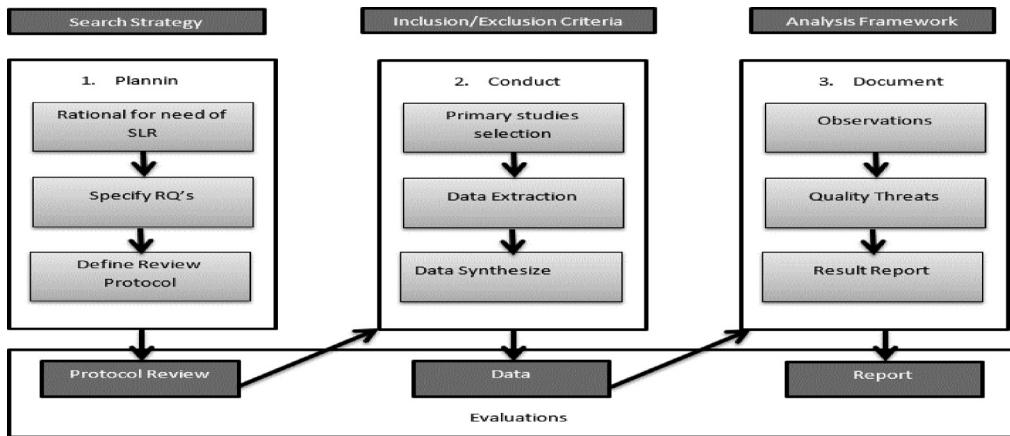 Search Strategy
Inclusion/Exclusion Criteria
Analysis Framework
1. Plannin
Rational for need of
SLR
Specify RQ's
Define Review
Protocol
2. Conduct
Primary studies
selection
Data Extraction
Data Synthesize
3. Document
Observations
Quality Threats
Result Report
Protocol Review
Data
Report
Evaluations